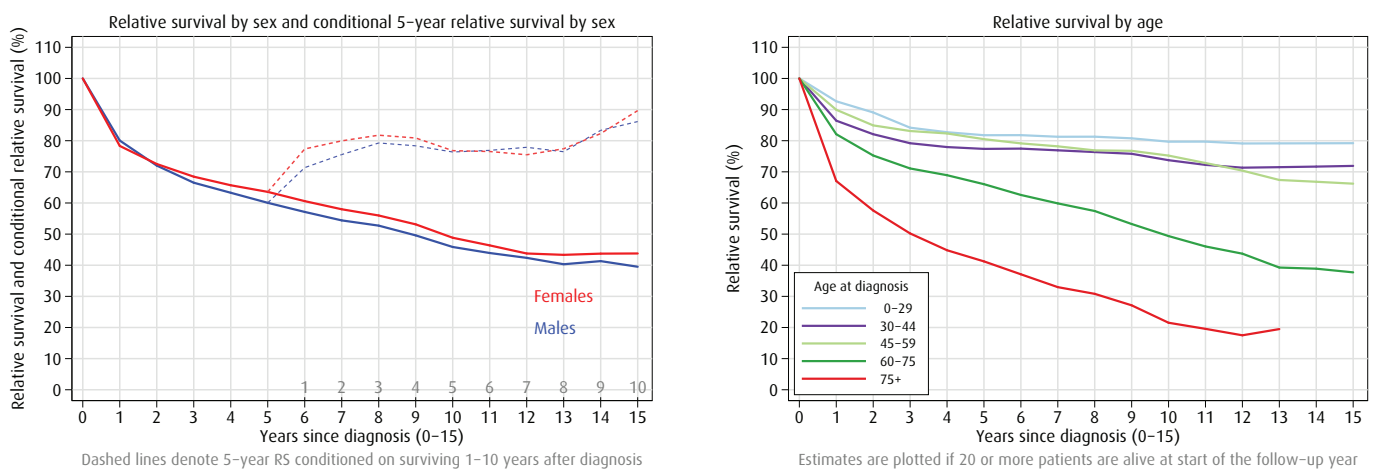 Relative survival by sex and conditional 5-year relative survival by sex
Relative survival and conditional relative survival (%)
110
100
90
80
70
60
50
40
30
20
10
0
Females
Males
1 2 3 4 5 6 7 8 9 10
0 1 2 3 4 5 6 7 8 9 10 11 12 13 14 15
Years since diagnosis (0-15)
Dashed lines denote 5-year RS conditioned on surviving 1-10 years after diagnosis
Relative survival by age
Relative survival (%)
110
100
90
80
70
60
50
40
30
20
10
0
Age at diagnosis
0-29
30-44
45-59
60-75
75+
0 1 2 3 4 5 6 7 8 9 10 11 12 13 14 15
Years since diagnosis (0-15)
Estimates are plotted if 20 or more patients are alive at start of the follow-up year